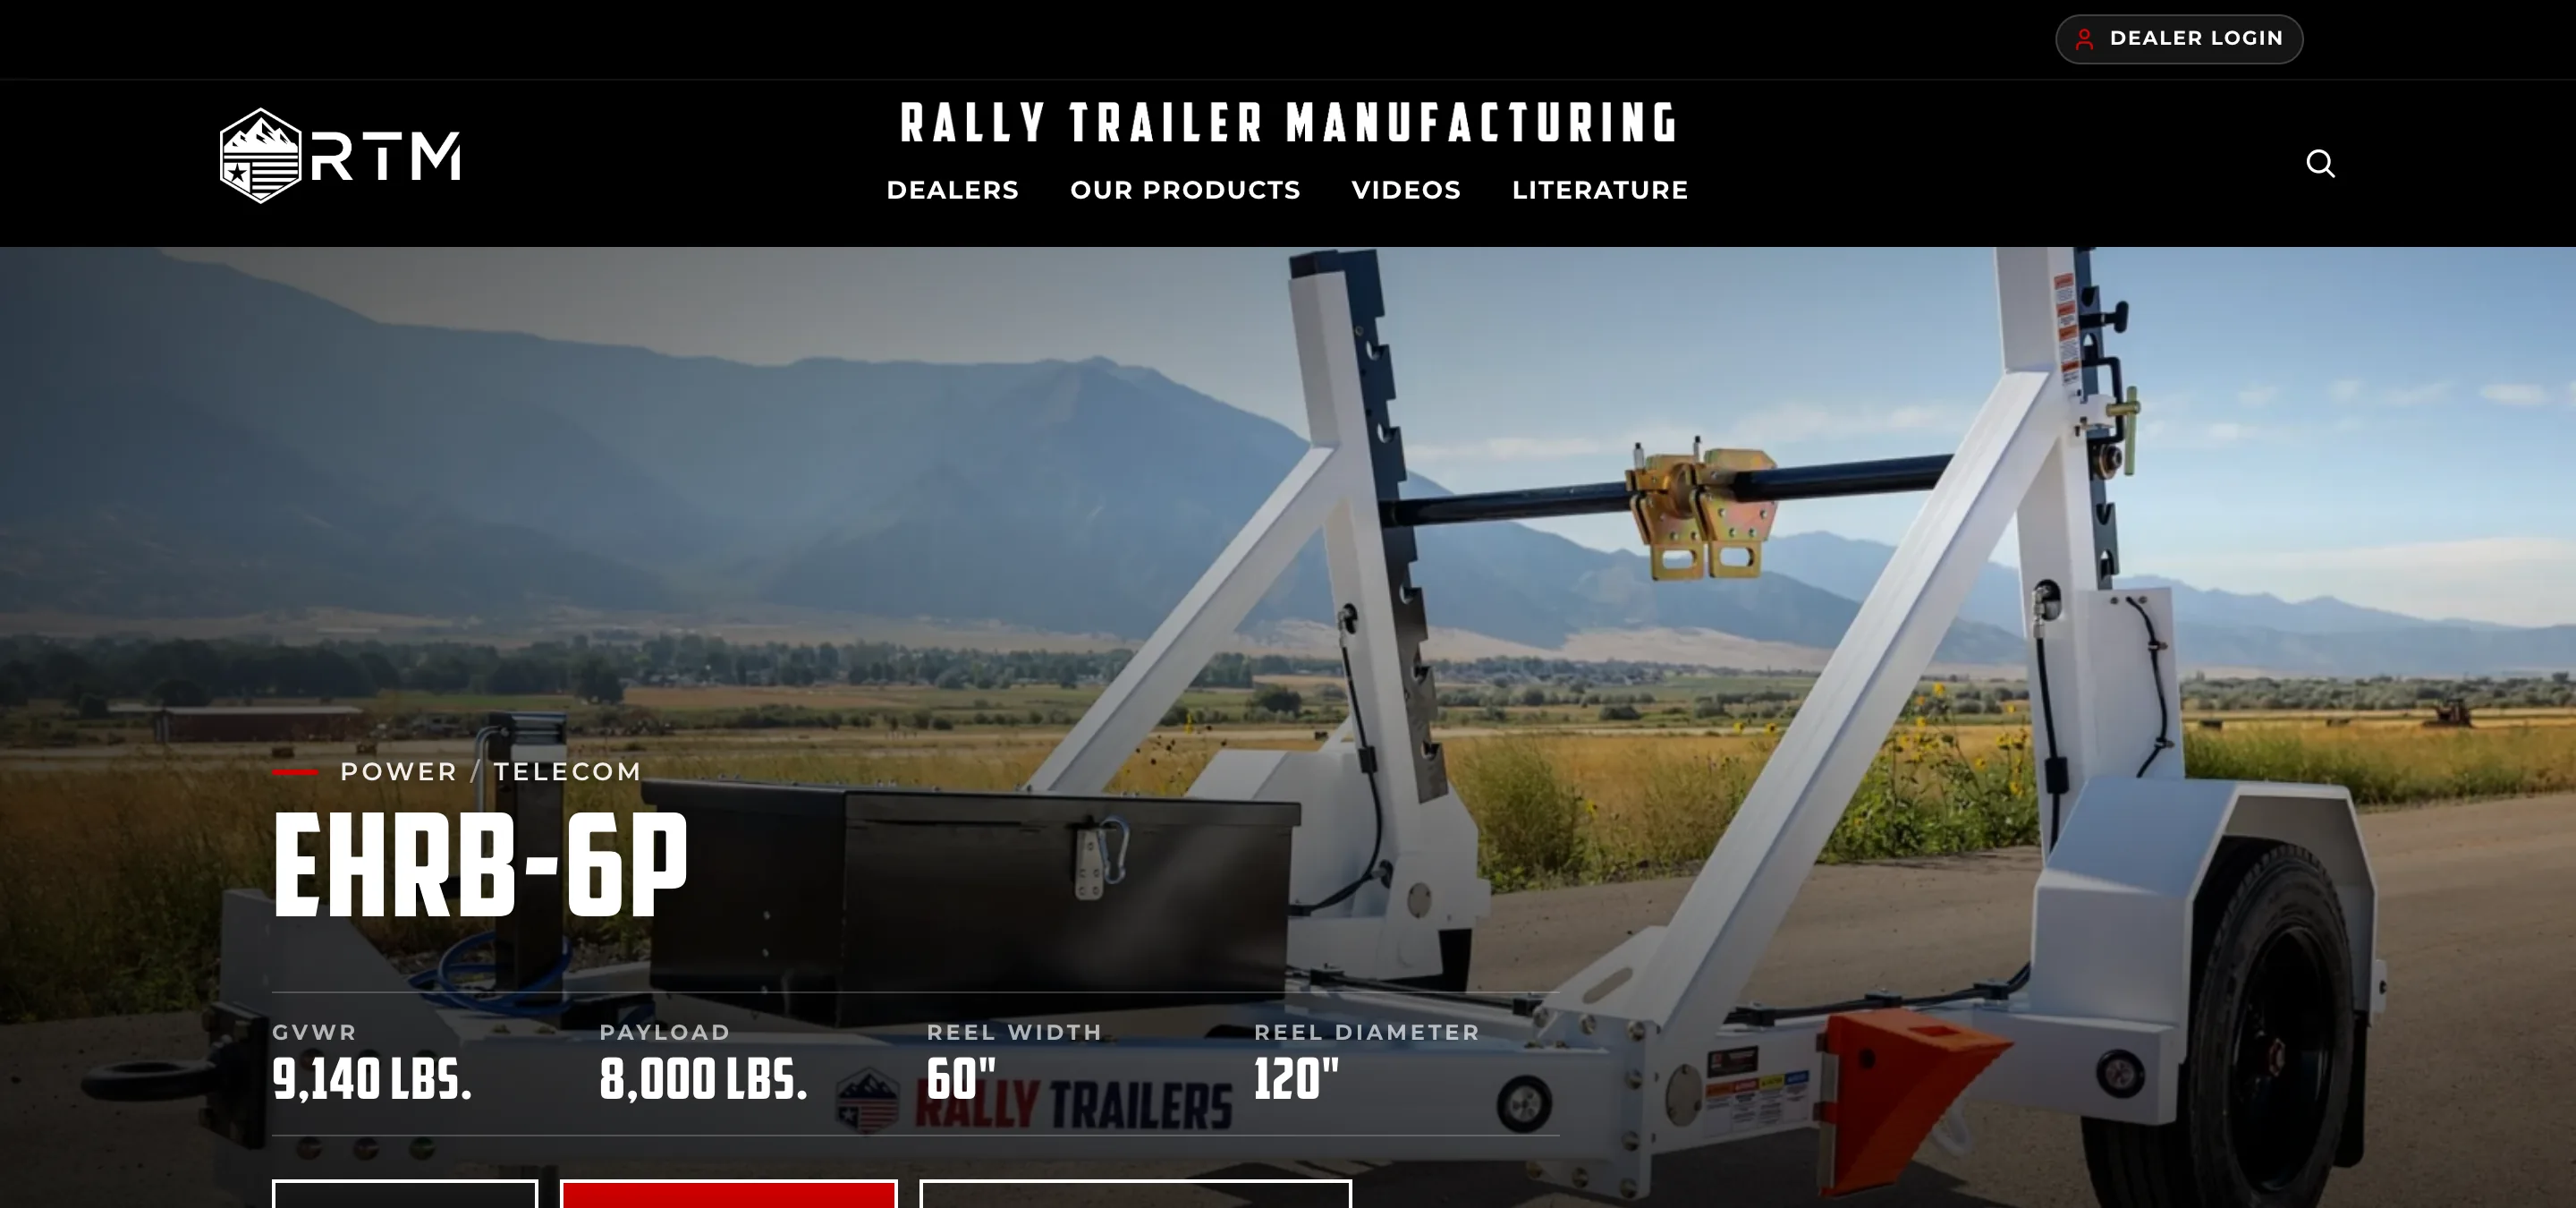 DEALER LOGIN
RTM
RALLY TRAILER MANUFACTURING
DEALERS OUR PRODUCTS VIDEOS LITERATURE
POWER / TELECOM
EHRB-6P
GVWR PAYLOAD REEL WIDTH REEL DIAMETER
9,140 LBS. 8,000 LBS. 60" 120"
RALLY TRAILERS